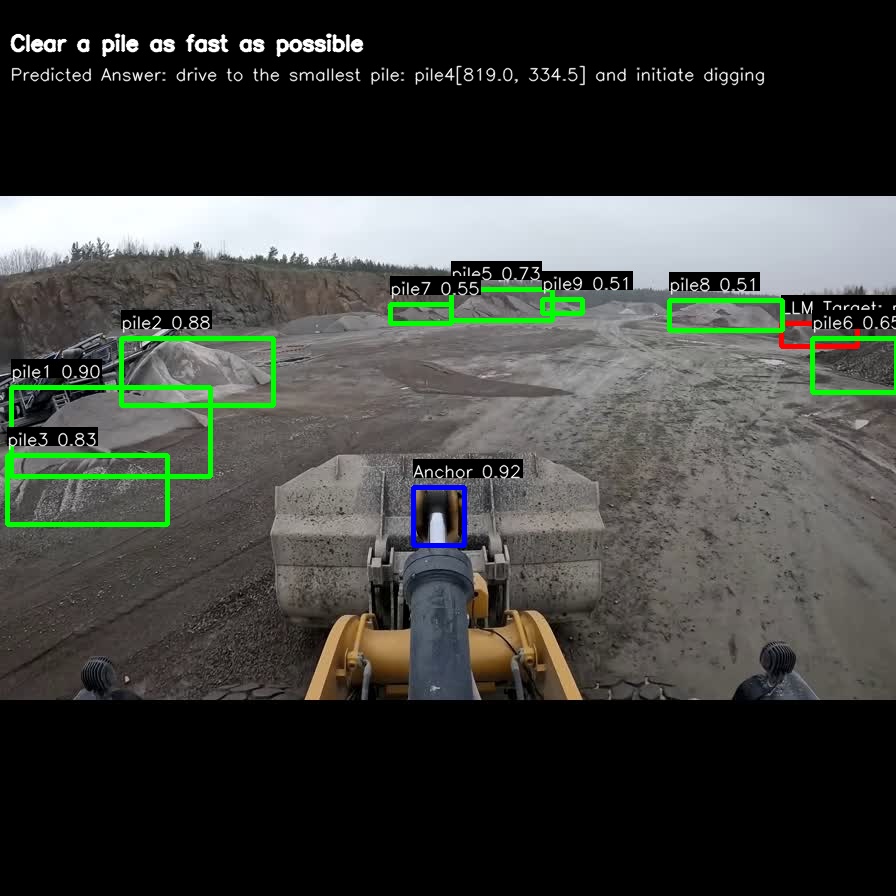 Clear a pile as fast as possible
Predicted Answer: drive to the smallest pile: pile4[819.0, 334.5] and initiate digging
pile5 0.73
pile7 0.55
pile9 0.51
pile8 0.51
LLM Target:
pile2 0.88
pile6 0.65
pile1 0.90
pile3 0.83
Anchor 0.92